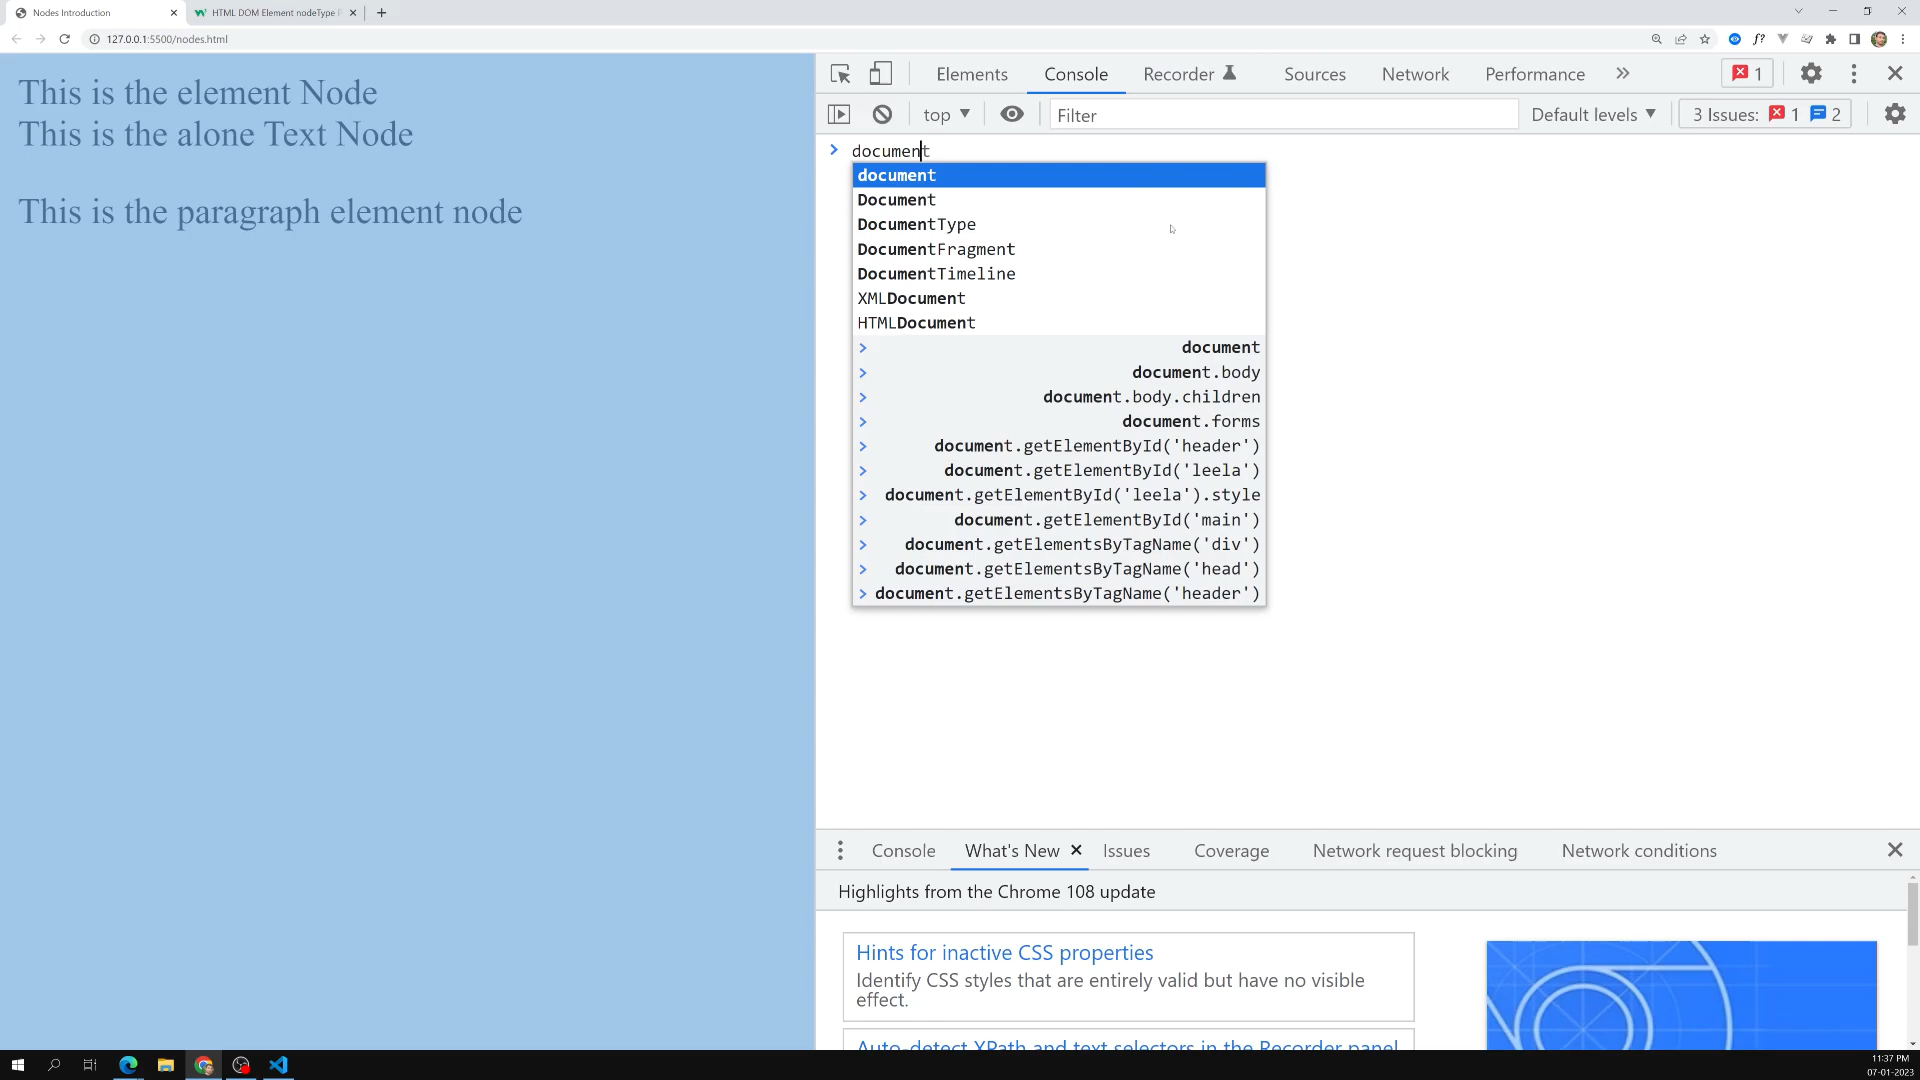 Nodes Introduction
HTML DOM Element nodeType P
127.0.0.1:5500/nodes.html
This is the element Node
This is the alone Text Node
This is the paragraph element node
Elements
Console
Recorder
Sources
Network
Performance
1
top
Filter
Default levels
3 Issues: 1 2
document
document
Document
DocumentType
DocumentFragment
DocumentTimeline
XMLDocument
HTMLDocument
> document
> document.body
> document.body.children
> document.forms
> document.getElementById('header')
> document.getElementById('leela')
> document.getElementById('leela').style
> document.getElementById('main')
> document.getElementsByTagName('div')
> document.getElementsByTagName('head')
> document.getElementsByTagName('header')
Console
What's New
Issues
Coverage
Network request blocking
Network conditions
Highlights from the Chrome 108 update
Hints for inactive CSS properties
Identify CSS styles that are entirely valid but have no visible
effect.
Auto-detect XPath and text selectors in the Recorder panel
11:37 PM
07-01-2023